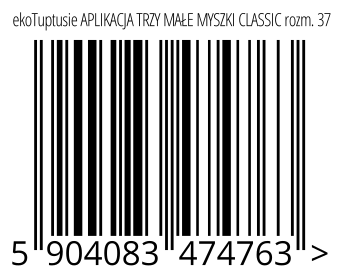 ekoTuptusie APLIKACJA TRZY MAŁE MYSZKI CLASSIC rozm. 37
5 904083 474763 >